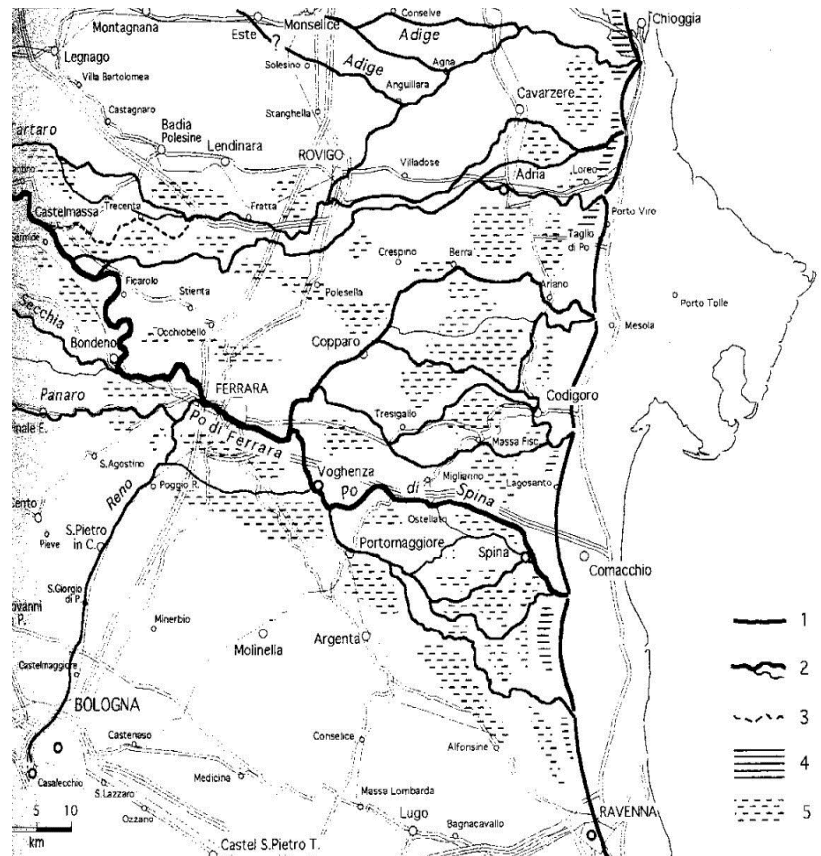 Conselve
Chioggia
Montagnana
Monselice
Adige
Este
?
Legnago
Solesino
Adige
Agna
Villa Bartolomea
Anguillara
Cavarzere
Castagnaro
Stanghella
Badia
Polesine
Lendinara
ROVIGO
Villadose
Adria
Loreo
Castelmassa
Trecenta
Fratta
Porto Viro
Taglio
di Po
Crespino
Berra
Ficarolo
Stienta
Polesella
Ariano
Porto Tolle
Secchia
Occhiobello
Mesola
Bondeno
Copparo
FERRARA
Codigoro
Panaro
Tresigallo
Po di Ferrara
Massa Fisc.
S.Agostino
Voghenza
Migliarino
Reno
Poggio R.
Po di Spina
Lagosanto
Ostellato
S.Pietro
in C.
Pieve
Portomaggiore
Spina
Comacchio
S.Giorgio
di P.
Minerbio
Molinella
Argenta
1
2
Castelmaggiore
3
BOLOGNA
Conselice
Alfonsine
4
Casteneso
Casalecchio
Medicina
5
S.Lazzaro
Massa Lombarda
5 10
km
Ozzano
Lugo
Bagnacavallo
RAVENNA
Castel S.Pietro T.